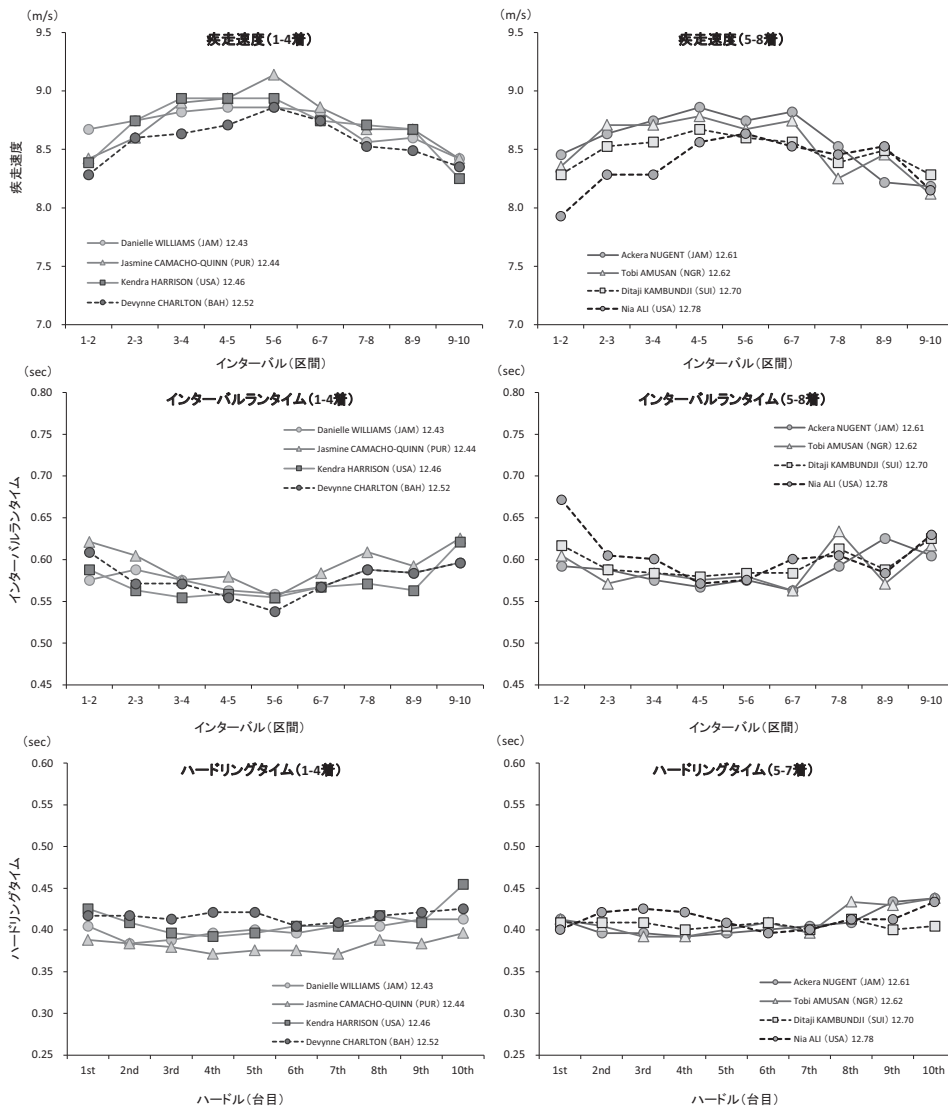 (m/s)
疾走速度(1-4着)
9.5
9.0
8.5
8.0
7.5
7.0
疾走速度
Danielle WILLIAMS (JAM) 12.43
Jasmine CAMACHO-QUINN (PUR) 12.44
Kendra HARRISON (USA) 12.46
Devynne CHARLTON (BAH) 12.52
1-2 2-3 3-4 4-5 5-6 6-7 7-8 8-9 9-10
インターバル(区間)
(m/s)
疾走速度(5-8着)
9.5
9.0
8.5
8.0
7.5
7.0
Ackera NUGENT (JAM) 12.61
Tobi AMUSAN (NGR) 12.62
Ditaji KAMBUNDJI (SUI) 12.70
Nia ALI (USA) 12.78
1-2 2-3 3-4 4-5 5-6 6-7 7-8 8-9 9-10
インターバル(区間)
(sec)
インターバルランタイム(1-4着)
0.80
0.75
0.70
0.65
0.60
0.55
0.50
0.45
インターバルランタイム
Danielle WILLIAMS (JAM) 12.43
Jasmine CAMACHO-QUINN (PUR) 12.44
Kendra HARRISON (USA) 12.46
Devynne CHARLTON (BAH) 12.52
1-2 2-3 3-4 4-5 5-6 6-7 7-8 8-9 9-10
インターバル(区間)
(sec)
インターバルランタイム(5-8着)
0.80
0.75
0.70
0.65
0.60
0.55
0.50
0.45
Ackera NUGENT (JAM) 12.61
Tobi AMUSAN (NGR) 12.62
Ditaji KAMBUNDJI (SUI) 12.70
Nia ALI (USA) 12.78
1-2 2-3 3-4 4-5 5-6 6-7 7-8 8-9 9-10
インターバル(区間)
(sec)
ハードリングタイム(1-4着)
0.60
0.55
0.50
0.45
0.40
0.35
0.30
0.25
ハードリングタイム
Danielle WILLIAMS (JAM) 12.43
Jasmine CAMACHO-QUINN (PUR) 12.44
Kendra HARRISON (USA) 12.46
Devynne CHARLTON (BAH) 12.52
1st 2nd 3rd 4th 5th 6th 7th 8th 9th 10th
ハードル(台目)
(sec)
ハードリングタイム(5-7着)
0.60
0.55
0.50
0.45
0.40
0.35
0.30
0.25
Ackera NUGENT (JAM) 12.61
Tobi AMUSAN (NGR) 12.62
Ditaji KAMBUNDJI (SUI) 12.70
Nia ALI (USA) 12.78
1st 2nd 3rd 4th 5th 6th 7th 8th 9th 10th
ハードル(台目)